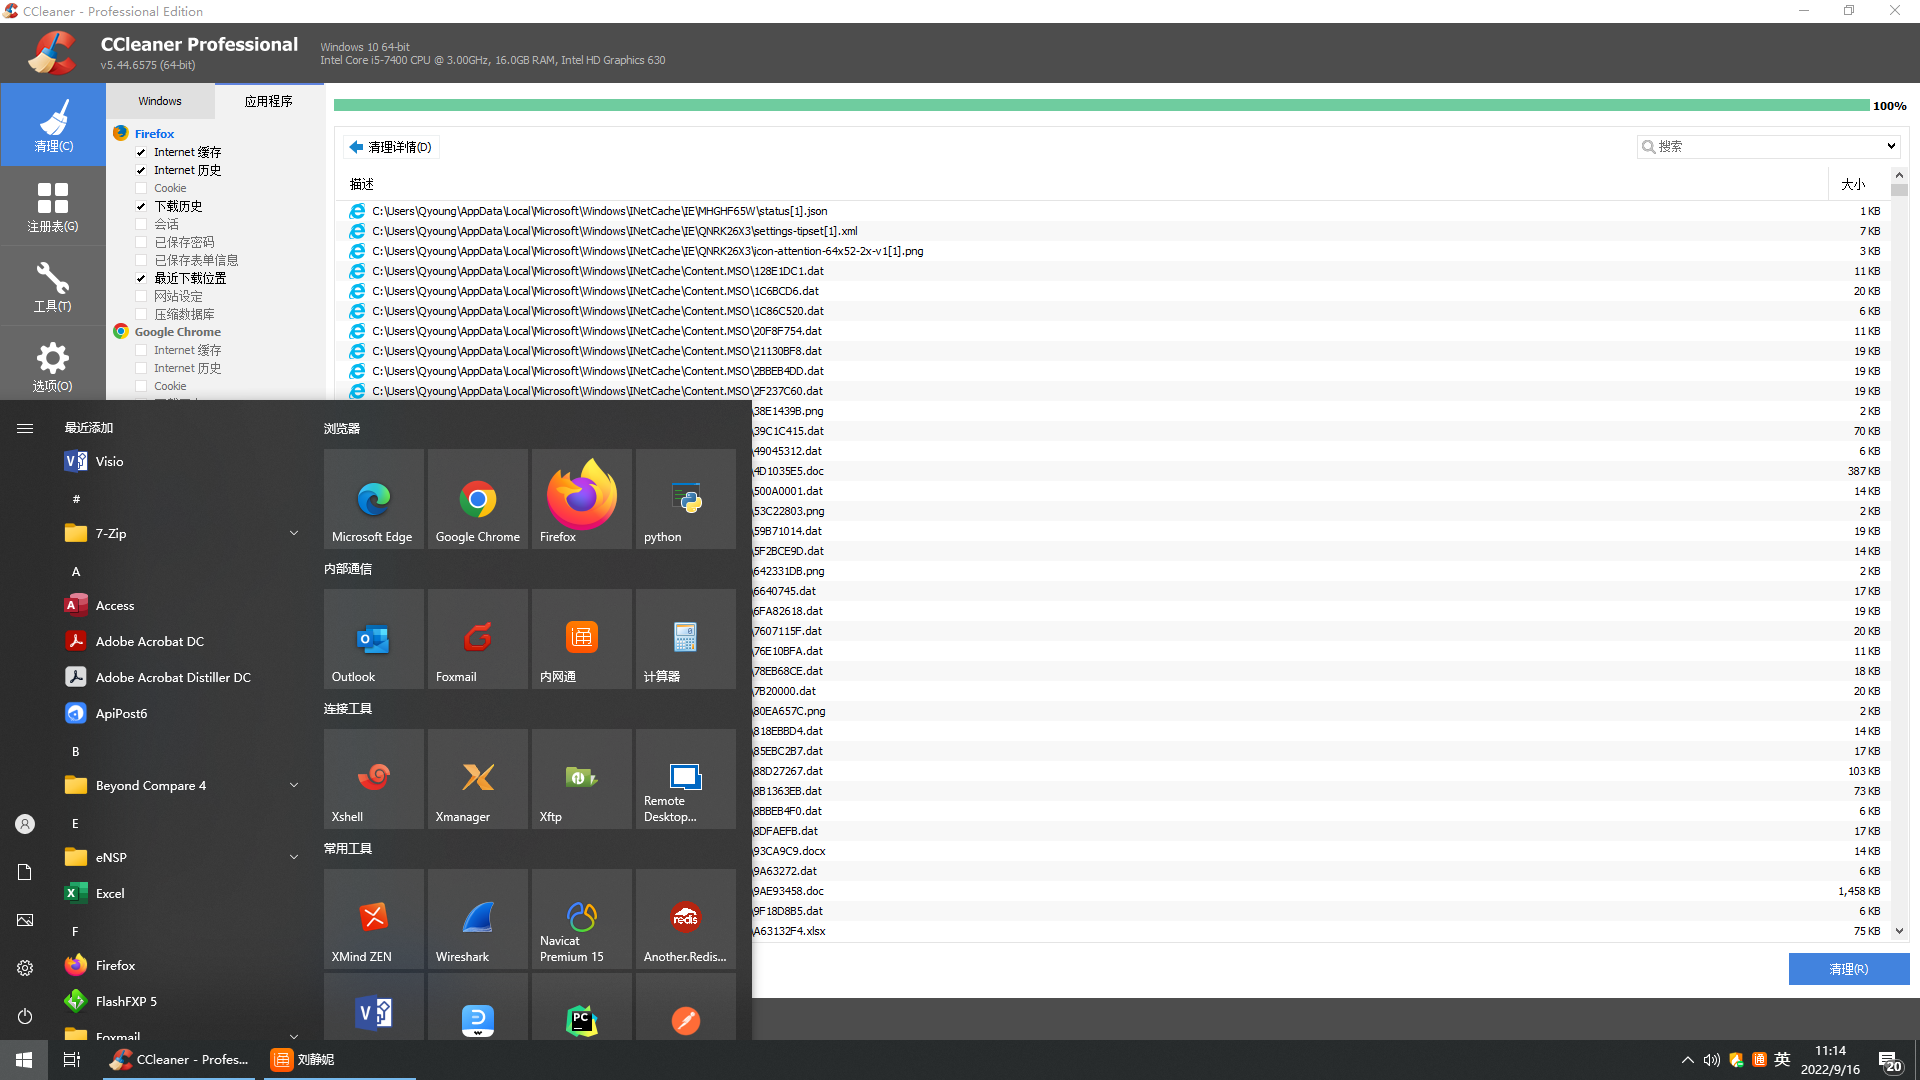 CCleaner - Professional Edition
CCleaner Professional
v5.44.6575 (64-bit)
Windows 10 64-bit
Intel Core i5-7400 CPU @ 3.00GHz, 16.0GB RAM, Intel HD Graphics 630
清理(C)
注册表(G)
工具(T)
选项(O)
Windows
应用程序
Firefox
Internet 缓存
Internet 历史
Cookie
下载历史
会话
已保存密码
已保存表单信息
最近下载位置
网站设定
压缩数据库
Google Chrome
Internet 缓存
Internet 历史
Cookie
100%
清理详情(D)
搜索
描述
大小
C:\Users\Qyoung\AppData\Local\Microsoft\Windows\INetCache\IE\MHGHF65W\status[1].json 1 KB
C:\Users\Qyoung\AppData\Local\Microsoft\Windows\INetCache\IE\QNRK26X3\settings-tipset[1].xml 7 KB
C:\Users\Qyoung\AppData\Local\Microsoft\Windows\INetCache\IE\QNRK26X3\icon-attention-64x52-2x-v1[1].png 3 KB
C:\Users\Qyoung\AppData\Local\Microsoft\Windows\INetCache\Content.MSO\128E1DC1.dat 11 KB
C:\Users\Qyoung\AppData\Local\Microsoft\Windows\INetCache\Content.MSO\1C6BCD6.dat 20 KB
C:\Users\Qyoung\AppData\Local\Microsoft\Windows\INetCache\Content.MSO\1C86C520.dat 6 KB
C:\Users\Qyoung\AppData\Local\Microsoft\Windows\INetCache\Content.MSO\20F8F754.dat 11 KB
C:\Users\Qyoung\AppData\Local\Microsoft\Windows\INetCache\Content.MSO\21130BF8.dat 19 KB
C:\Users\Qyoung\AppData\Local\Microsoft\Windows\INetCache\Content.MSO\2BBEB4DD.dat 19 KB
C:\Users\Qyoung\AppData\Local\Microsoft\Windows\INetCache\Content.MSO\2F237C60.dat 19 KB
\38E1439B.png 2 KB
\39C1C415.dat 70 KB
\49045312.dat 6 KB
\4D1035E5.doc 387 KB
\500A0001.dat 14 KB
\53C22803.png 2 KB
\59B71014.dat 19 KB
\5F2BCE9D.dat 14 KB
\642331DB.png 2 KB
\6640745.dat 17 KB
\6FA82618.dat 19 KB
\7607115F.dat 20 KB
\76E10BFA.dat 11 KB
\78EB68CE.dat 18 KB
\7B20000.dat 20 KB
\80EA657C.png 2 KB
\818EBBD4.dat 14 KB
\85EBC2B7.dat 17 KB
\88D27267.dat 103 KB
\8B1363EB.dat 73 KB
\8BBEB4F0.dat 6 KB
\8DFAEFB.dat 17 KB
\93CA9C9.docx 14 KB
\9A63272.dat 6 KB
\9AE93458.doc 1,458 KB
\9F18D8B5.dat 6 KB
\A63132F4.xlsx 75 KB
清理(R)
最近添加
Visio
#
7-Zip
A
Access
Adobe Acrobat DC
Adobe Acrobat Distiller DC
ApiPost6
B
Beyond Compare 4
E
eNSP
Excel
F
Firefox
FlashFXP 5
Foxmail
浏览器
Microsoft Edge
Google Chrome
Firefox
python
内部通信
Outlook
Foxmail
内网通
计算器
连接工具
Xshell
Xmanager
Xftp
Remote Desktop...
常用工具
XMind ZEN
Wireshark
Navicat Premium 15
redis
Another.Redis...
PC
CCleaner - Profes...
刘静妮
英
11:14
2022/9/16
20